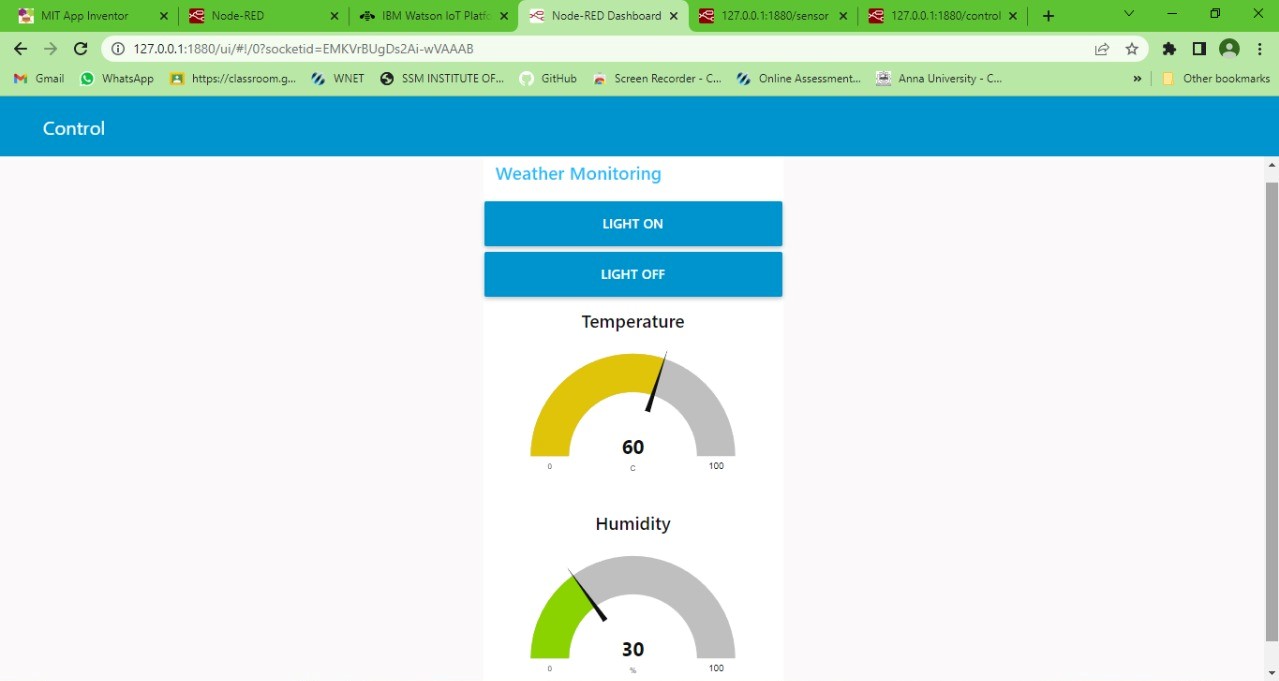 MIT App Inventor
Node-RED
IBM Watson IoT Platfo
Node-RED Dashboard
127.0.0.1:1880/sensor
127.0.0.1:1880/control
127.0.0.1:1880/ui/#!/0?socketid=EMKVrBUgDs2Ai-wVAAAB
Gmail
WhatsApp
https://classroom.g...
WNET
SSM INSTITUTE OF...
GitHub
Screen Recorder - C...
Online Assessment...
Anna University - C...
»
Other bookmarks
Control
Weather Monitoring
LIGHT ON
LIGHT OFF
Temperature
60
0
C
100
Humidity
30
0
%
100